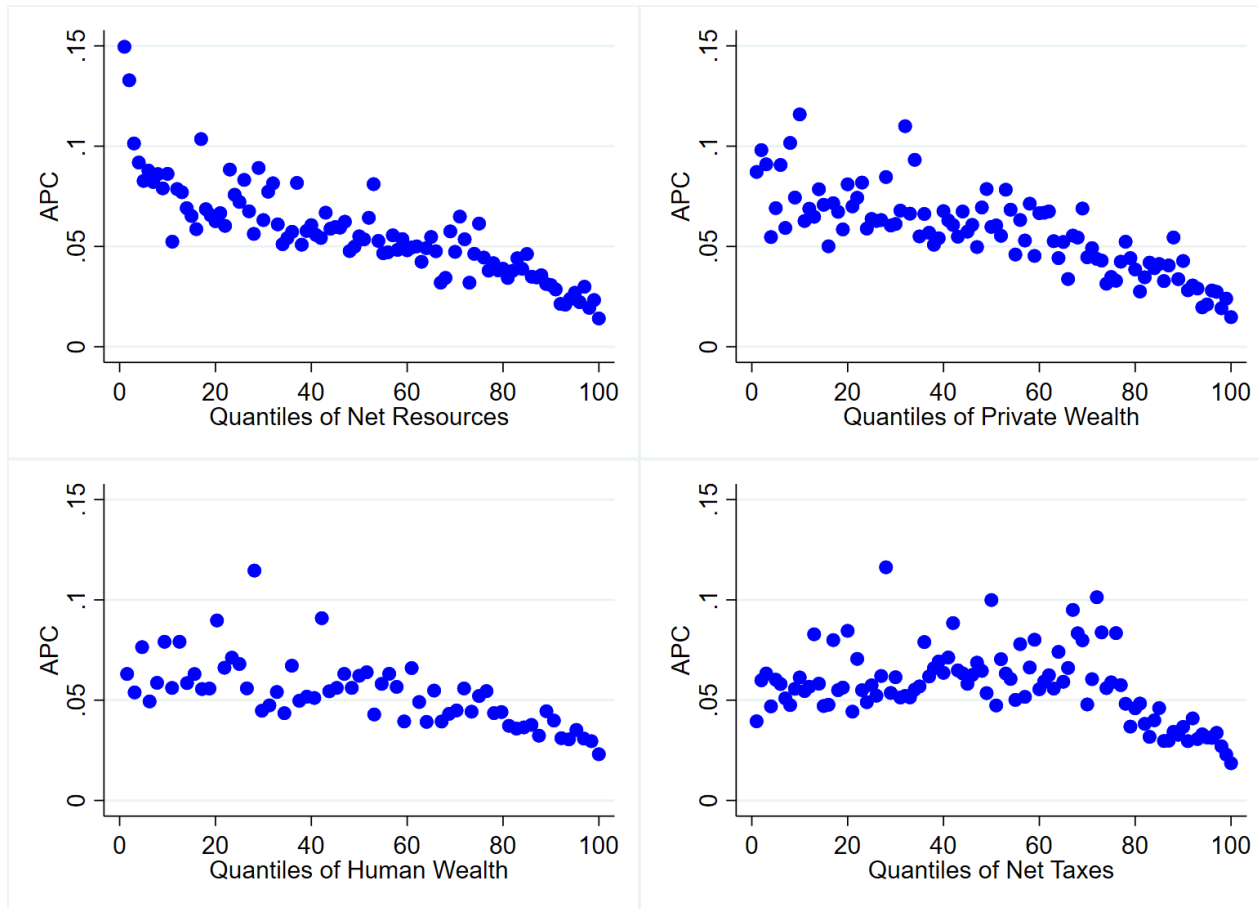 .15
.1
.05
0
APC
0 20 40 60 80 100
Quantiles of Net Resources
.15
.1
.05
0
APC
0 20 40 60 80 100
Quantiles of Private Wealth
.15
.1
.05
0
APC
0 20 40 60 80 100
Quantiles of Human Wealth
.15
.1
.05
0
APC
0 20 40 60 80 100
Quantiles of Net Taxes